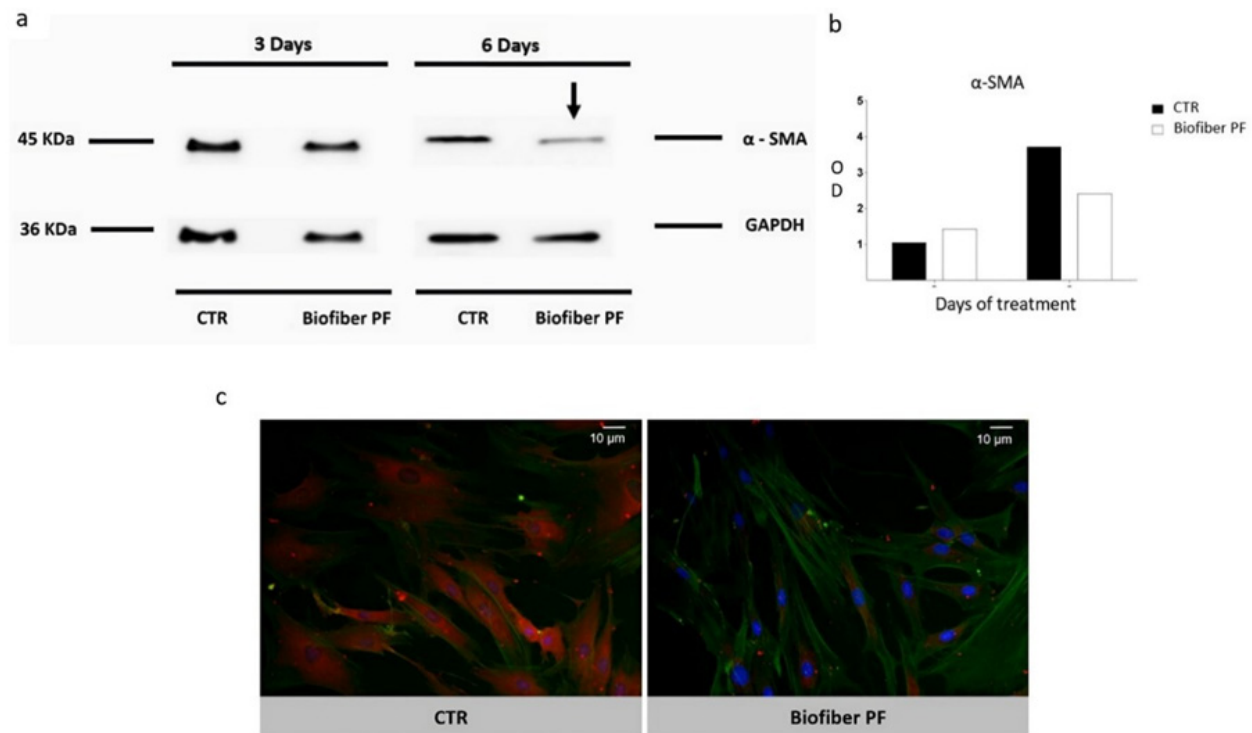 a
3 Days
6 Days
45 KDa
α - SMA
36 KDa
GAPDH
CTR
Biofiber PF
CTR
Biofiber PF
b
α-SMA
5
4
3
2
1
O
D
CTR
Biofiber PF
-
-
Days of treatment
c
10 µm
10 µm
CTR
Biofiber PF